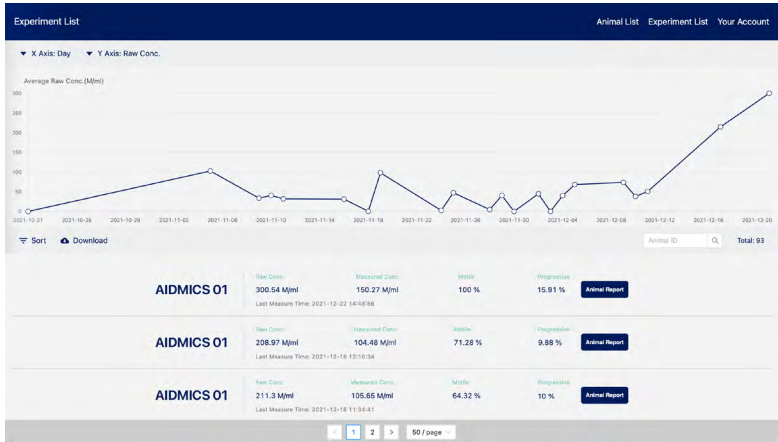 Experiment List
Animal List Experiment List Your Account
X Axis: Day Y Axis: Raw Conc.
Average Raw Conc.(M/ml)
300
250
200
150
100
50
0
2021-10-21 2021-10-26 2021-10-29 2021-11-02 2021-11-06 2021-11-10 2021-11-14 2021-11-18 2021-11-22 2021-11-26 2021-11-30 2021-12-04 2021-12-08 2021-12-12 2021-12-16 2021-12-20
Sort Download Animal ID Total: 93
Raw Conc. Measured Conc. Motile Progressive
AIDMICS 01 300.54 M/ml 150.27 M/ml 100 % 15.91 % Animal Report
Last Measure Time: 2021-12-22 14:48:56
Raw Conc. Measured Conc. Motile Progressive
AIDMICS 01 208.97 M/ml 104.48 M/ml 71.28 % 9.88 % Animal Report
Last Measure Time:
Raw Conc. Measured Conc. Motile Progressive
AIDMICS 01 211.3 M/ml 105.65 M/ml 64.32 % 10 % Animal Report
Last Measure Time: 2021-12-18 11:34:41
< 1 2 > 50 / page